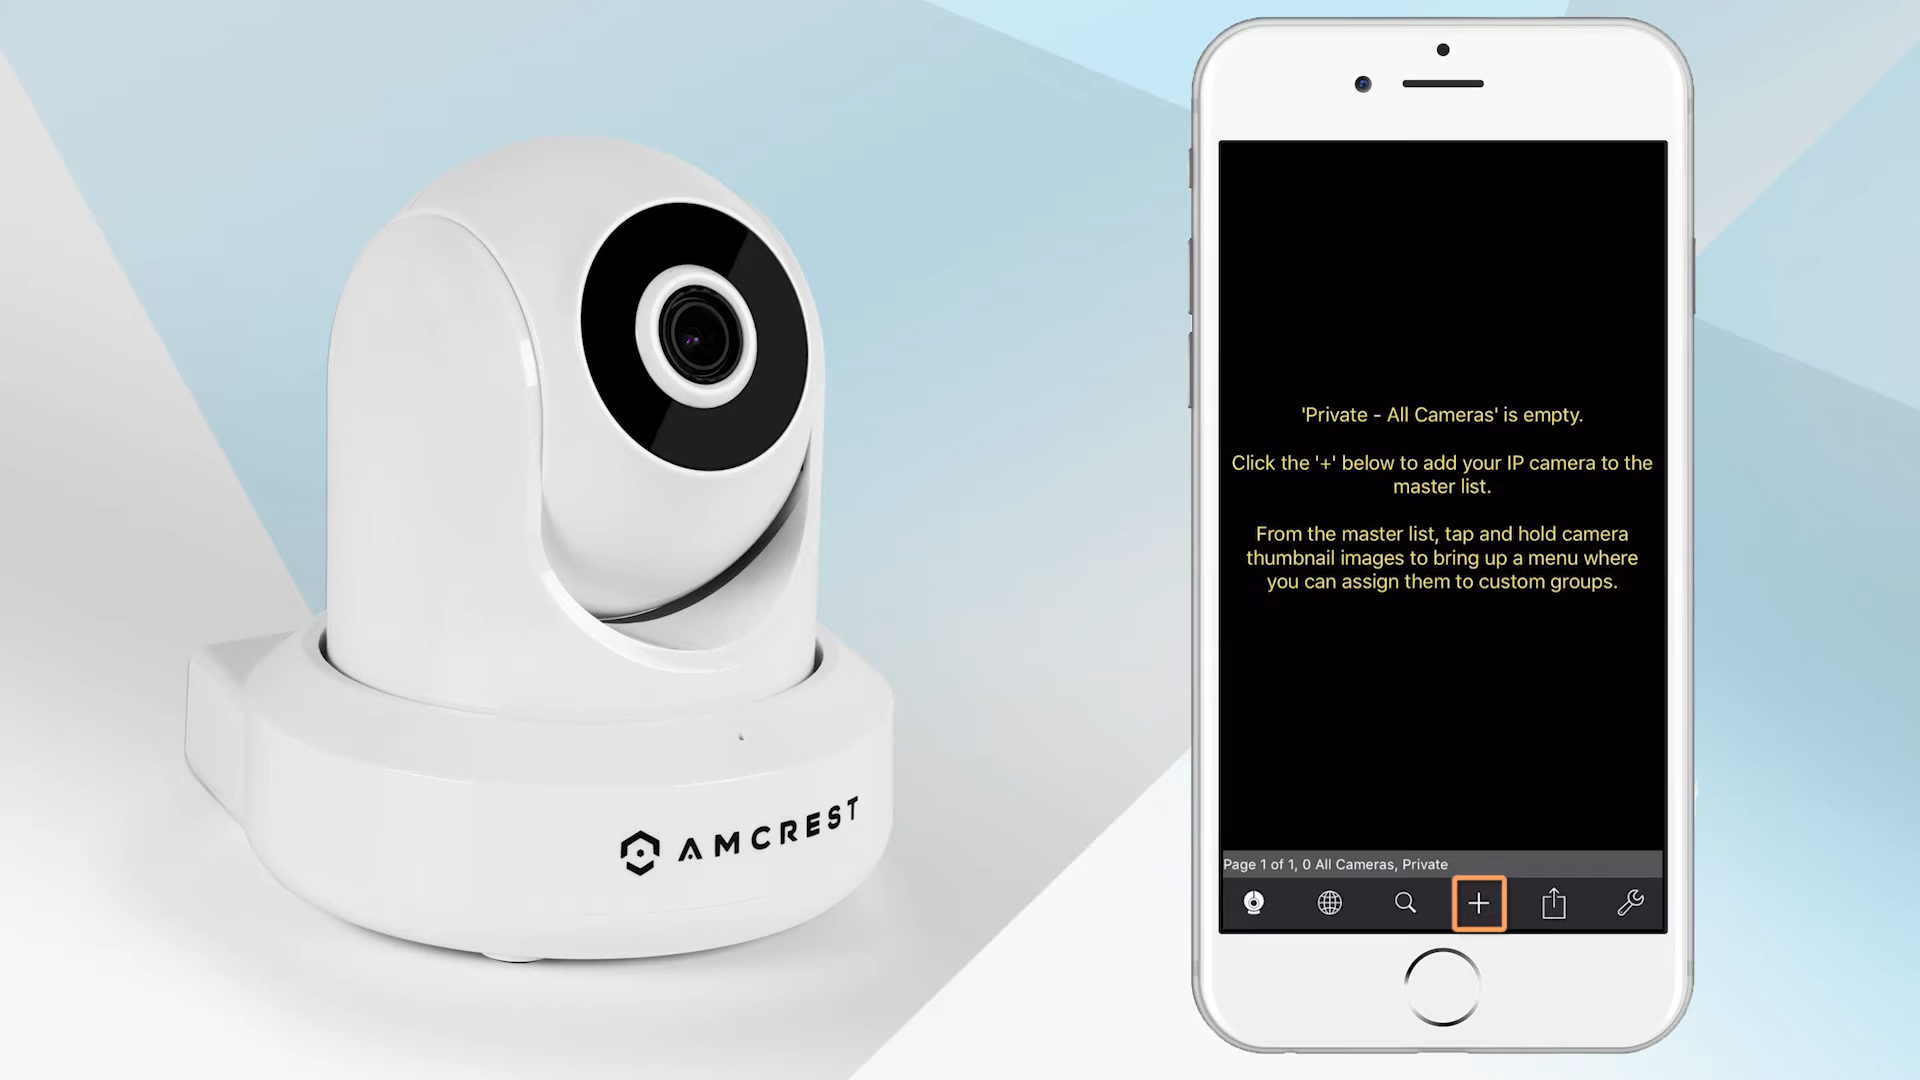 AMCREST
'Private - All Cameras' is empty.
Click the '+' below to add your IP camera to the
master list.
From the master list, tap and hold camera
thumbnail images to bring up a menu where
you can assign them to custom groups.
Page 1 of 1, 0 All Cameras, Private